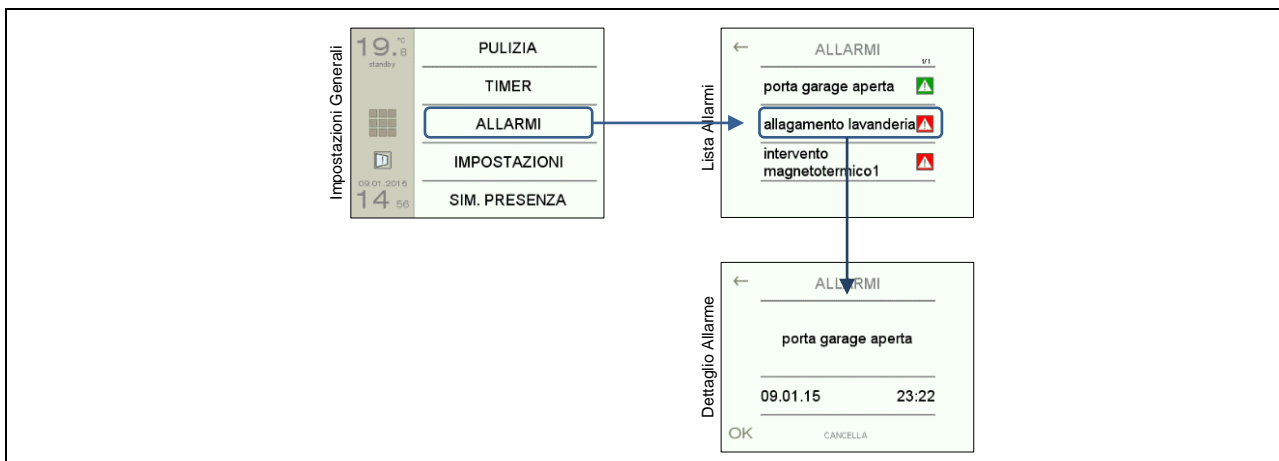 Impostazioni Generali
19.8 °C
standby
09.01.2015
14 56
PULIZIA
TIMER
ALLARMI
IMPOSTAZIONI
SIM. PRESENZA
Lista Allarmi
←
ALLARMI
1/1
porta garage aperta
allagamento lavanderia
intervento
magnetotermico1
Dettaglio Allarme
←
ALLARMI
porta garage aperta
09.01.15 23:22
OK CANCELLA